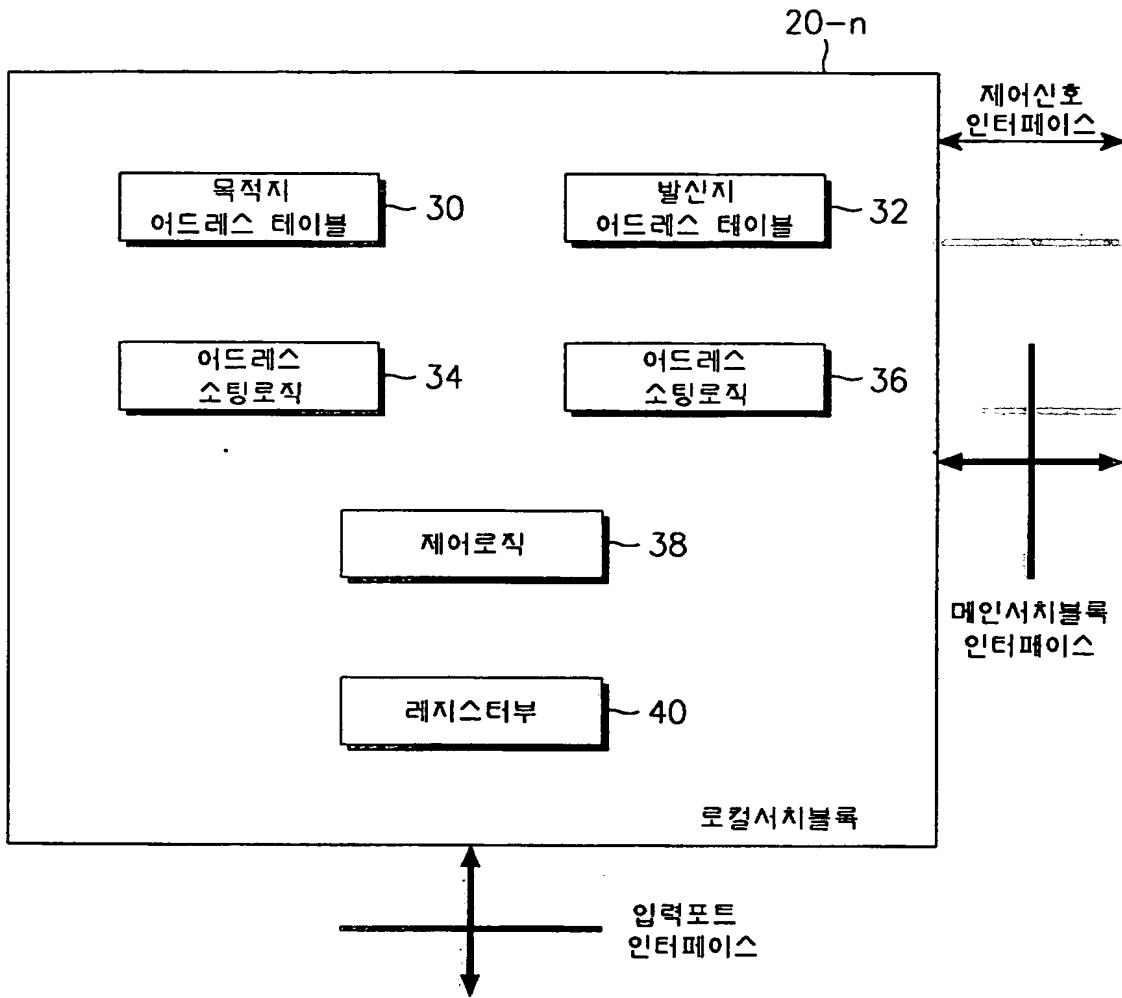 20-n
제어신호
인터페이스
목적지
어드레스 테이블
30
발신지
어드레스 테이블
32
어드레스
소팅로직
34
어드레스
소팅로직
36
제어로직
38
메인서치블록
인터페이스
레지스터부
40
로컬서치블록
입력포트
인터페이스